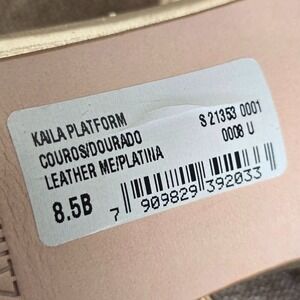 KAILA PLATFORM S 21353 0001
COUROS/DOURADO 0008 U
LEATHER ME/PLATINA
8.5B
7 909829 392033